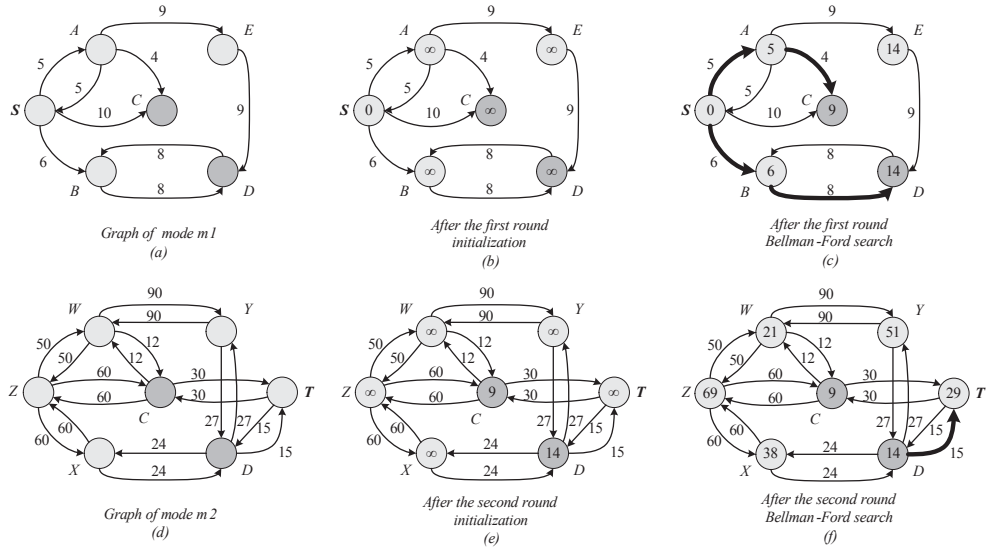 9
A
E
5
4
5
C
S
10
9
6
8
B
8
D
Graph of mode m1
(a)
9
A
∞
∞
E
5
4
5
C
S
0
10
∞
9
6
8
∞
∞
B
8
D
After the first round
initialization
(b)
9
A
5
14
E
5
4
5
C
S
0
10
9
9
6
8
6
14
B
8
D
After the first round
Bellman-Ford search
(c)
90
W
Y
90
50
12
50
12
60
30
Z
T
60
30
C
60
60
27
27
15
24
X
D
15
24
Graph of mode m2
(d)
90
W
∞
∞
Y
90
50
12
50
12
60
30
Z
∞
9
∞
T
60
30
C
60
60
27
27
15
24
∞
14
X
D
15
24
After the second round
initialization
(e)
90
W
21
51
Y
90
50
12
50
12
60
30
Z
69
9
29
T
60
30
C
60
60
27
27
15
24
38
14
X
D
15
24
After the second round
Bellman-Ford search
(f)